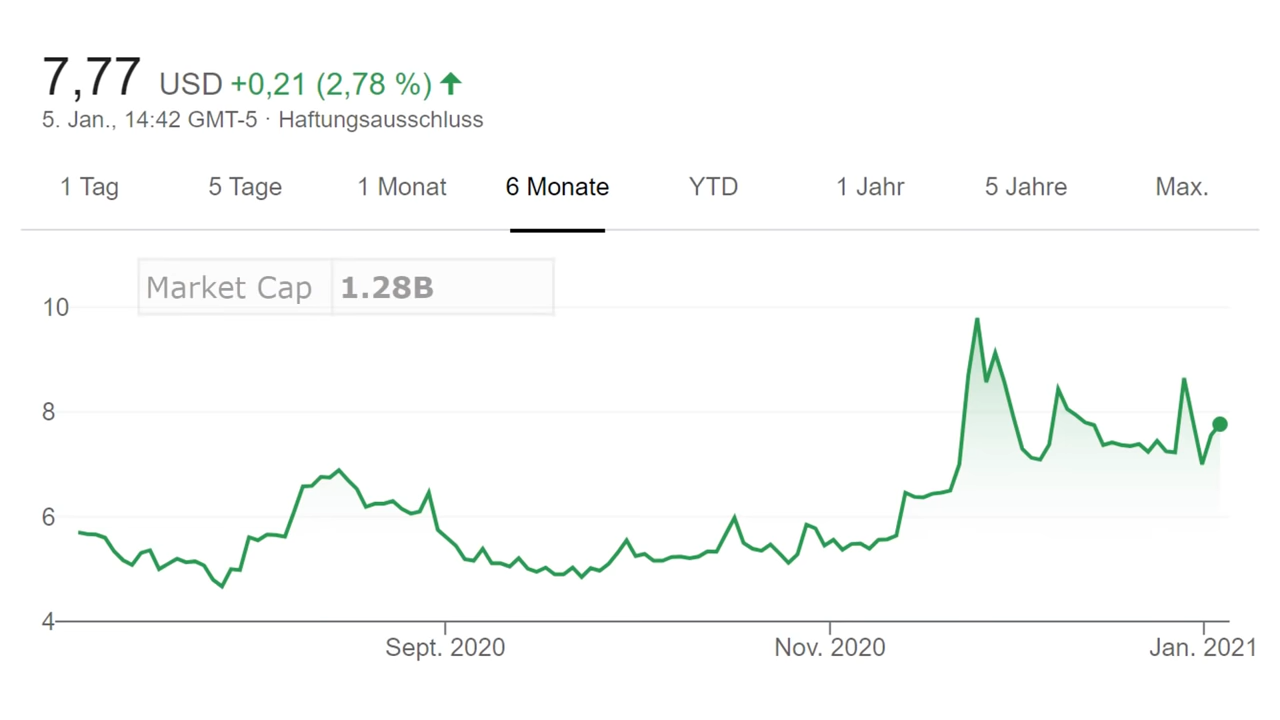 7,77 USD +0,21 (2,78 %)
5. Jan., 14:42 GMT-5 · Haftungsausschluss
1 Tag 5 Tage 1 Monat 6 Monate YTD 1 Jahr 5 Jahre Max.
Market Cap 1.28B
10
8
6
4
Sept. 2020 Nov. 2020 Jan. 2021